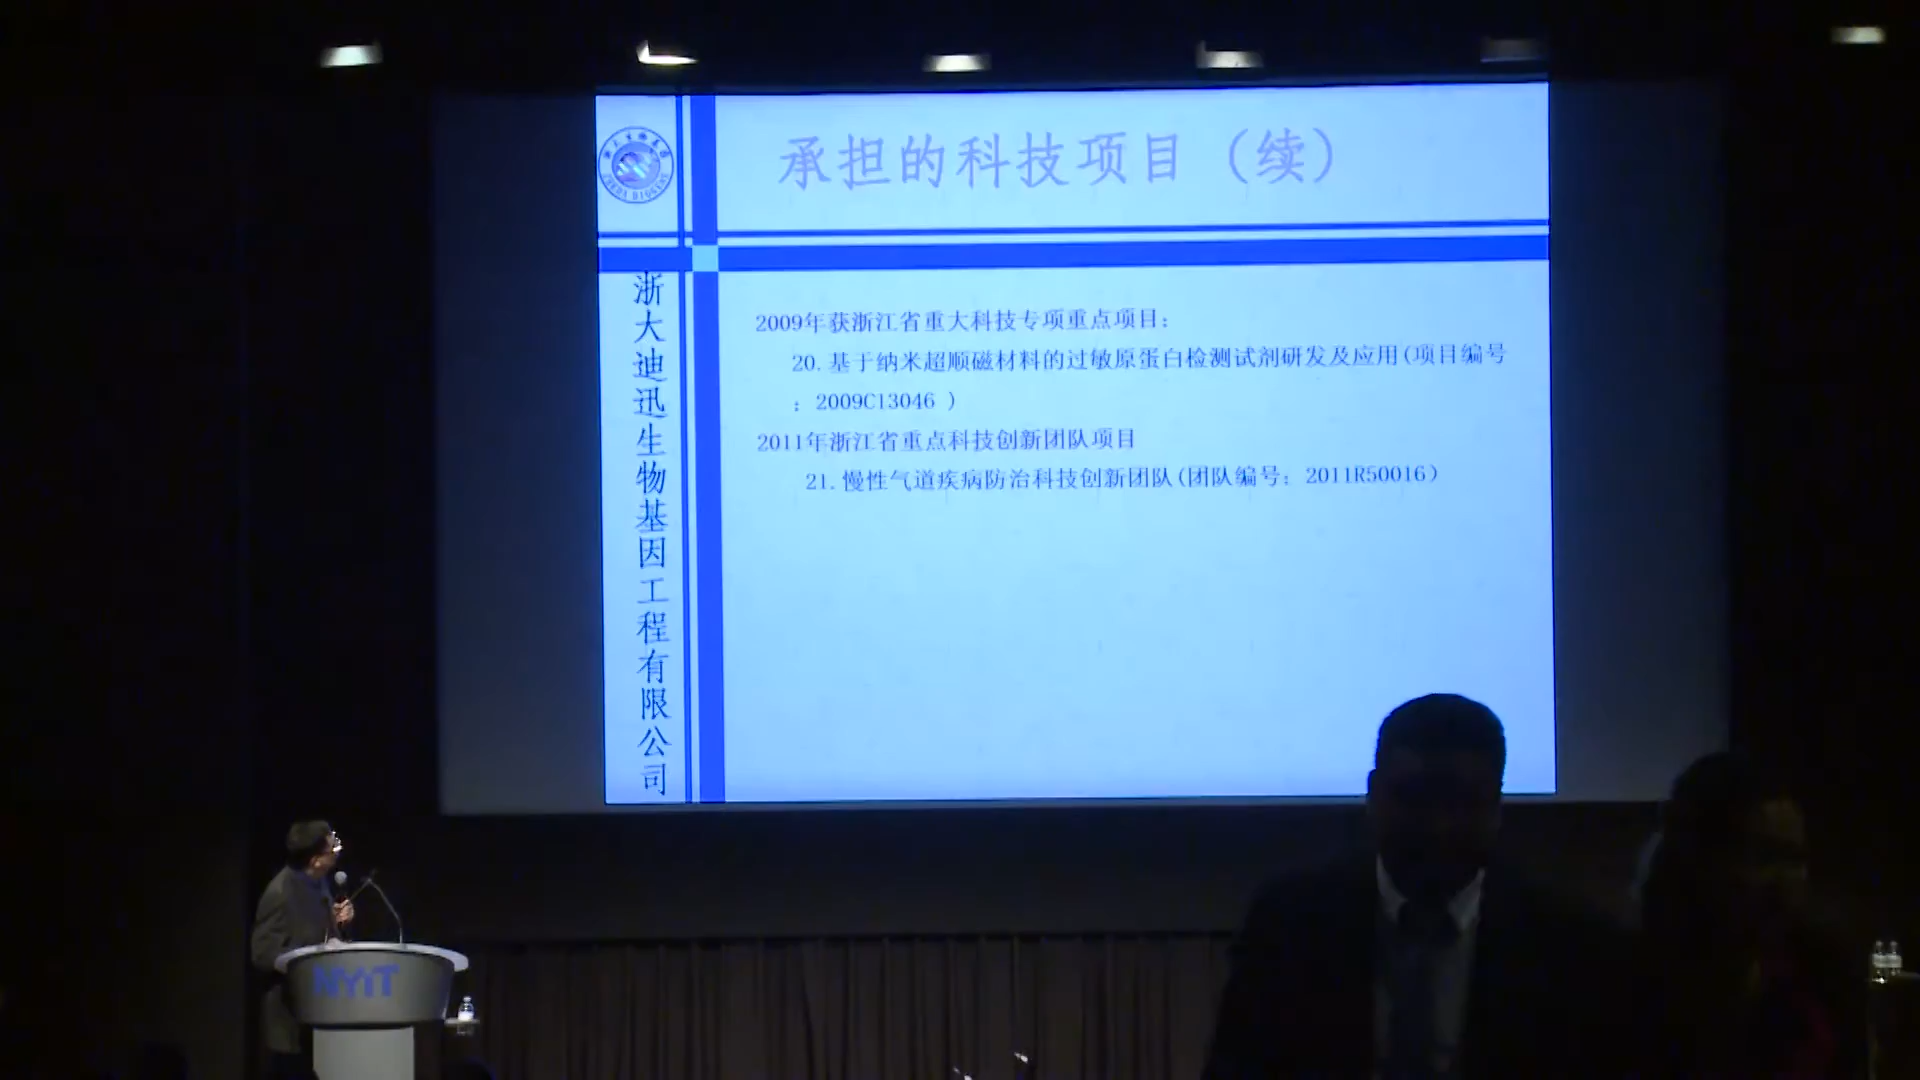 承担的科技项目（续）
浙大迪迅生物基因工程有限公司
2009年获浙江省重大科技专项重点项目：
20. 基于纳米超顺磁材料的过敏原蛋白检测试剂研发及应用(项目编号
：2009C13046 )
2011年浙江省重点科技创新团队项目
21. 慢性气道疾病防治科技创新团队(团队编号：2011R50016)
NYIT